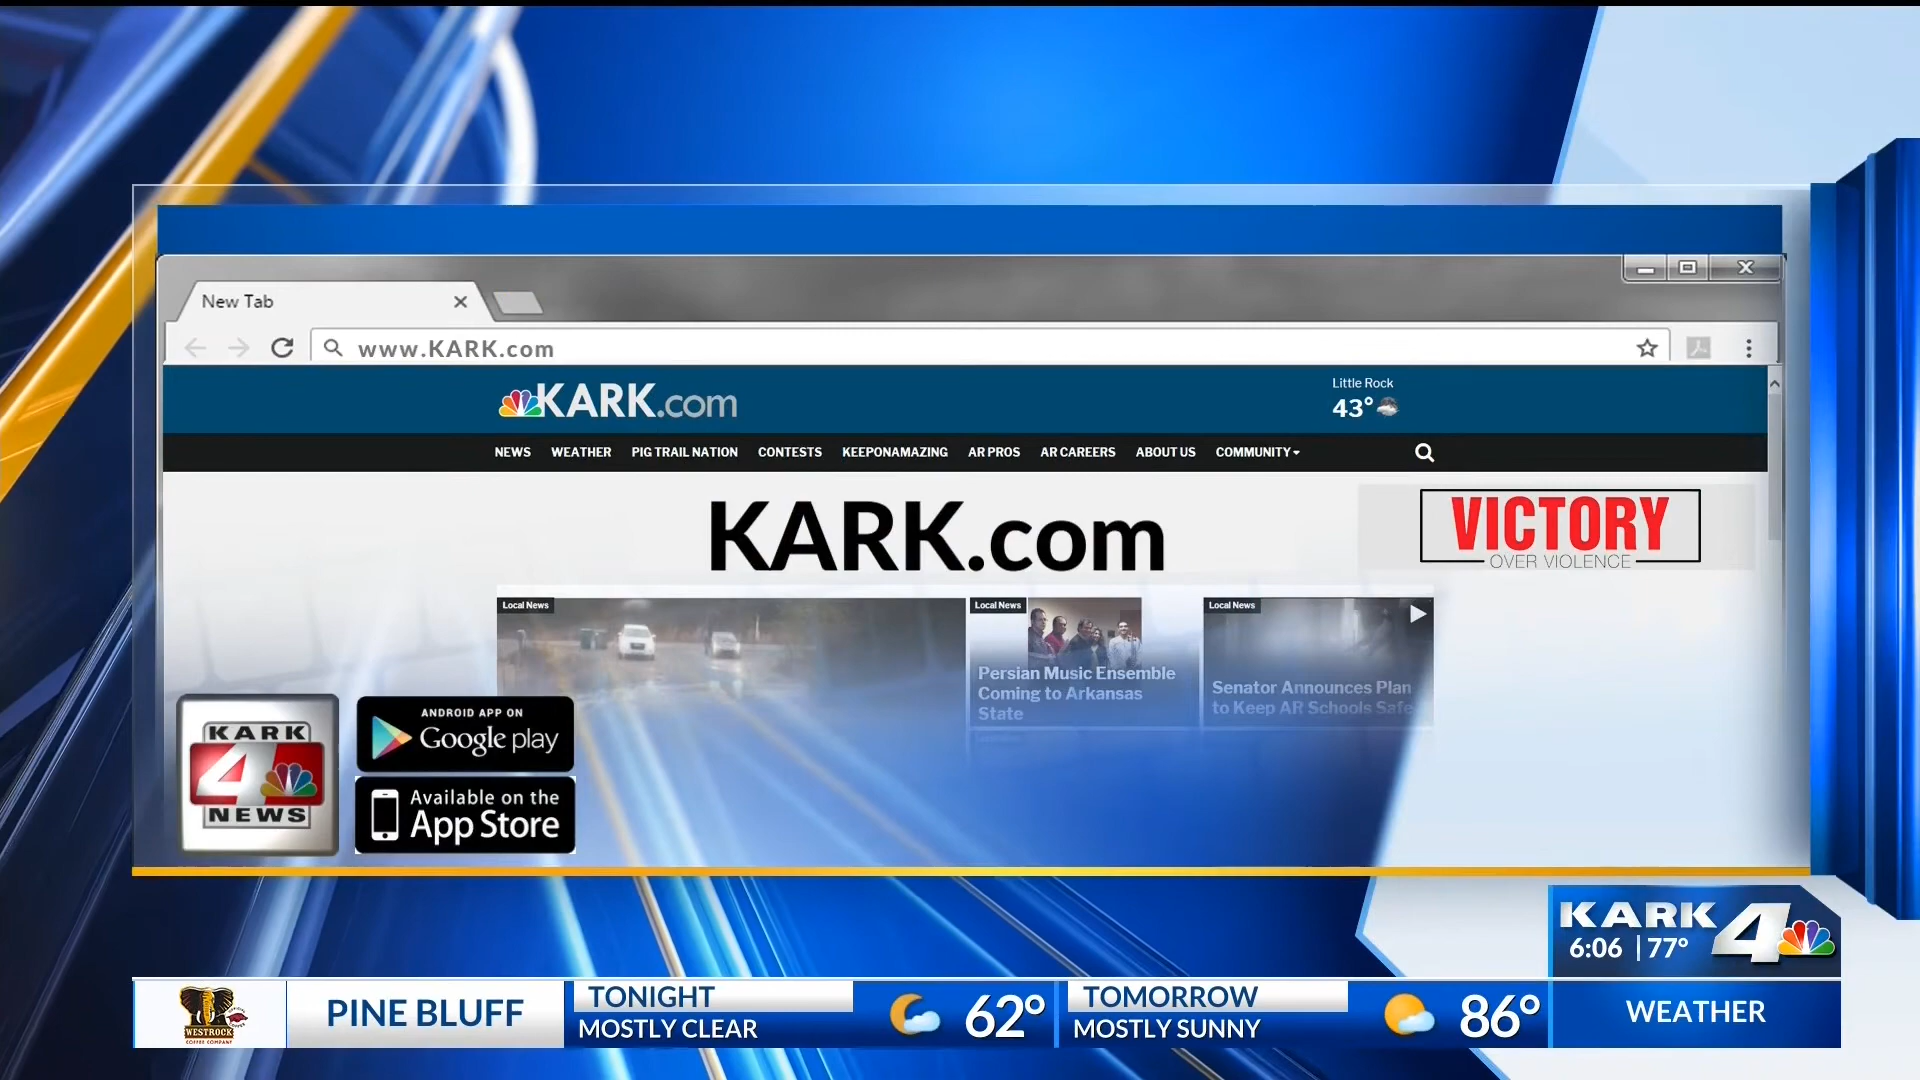 New Tab
www.KARK.com
KARK.com
Little Rock
43°
NEWS WEATHER PIG TRAIL NATION CONTESTS KEEPONAMAZING AR PROS AR CAREERS ABOUT US COMMUNITY
KARK.com
VICTORY
OVER VIOLENCE
Local News
Local News
Persian Music Ensemble
Coming to Arkansas
State
Local News
Senator Announces Plan
to Keep AR Schools Safe
KARK
4
NEWS
ANDROID APP ON
Google play
Available on the
App Store
KARK 4
6:06 | 77°
WESTROCK
COFFEE COMPANY
PINE BLUFF
TONIGHT
MOSTLY CLEAR
62°
TOMORROW
MOSTLY SUNNY
86°
WEATHER